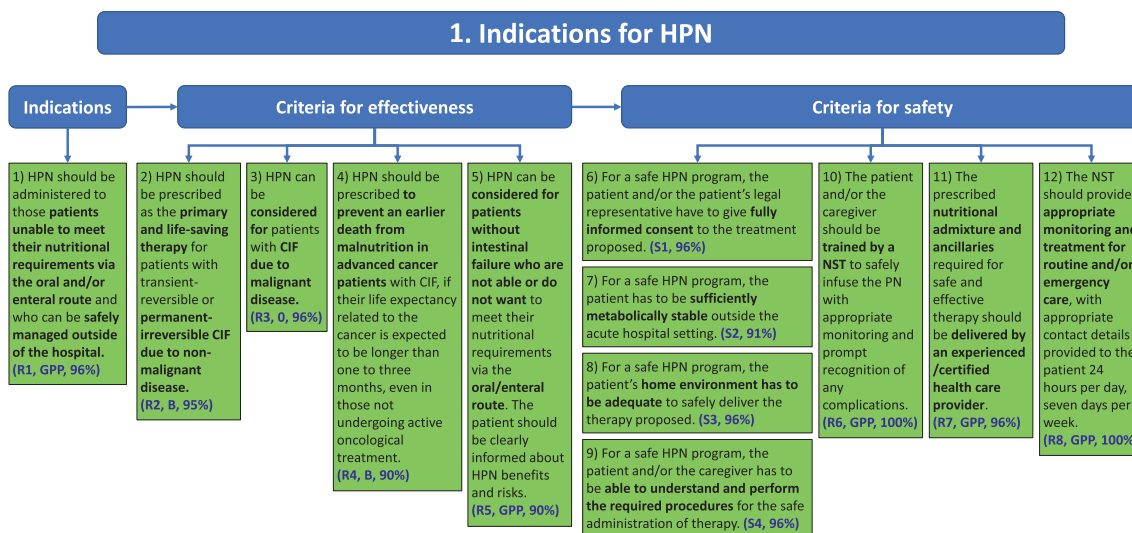 1. Indications for HPN
Indications
Criteria for effectiveness
Criteria for safety
1) HPN should be
administered to
those patients
unable to meet
their nutritional
requirements via
the oral and/or
enteral route and
who can be safely
managed outside
of the hospital.
(R1, GPP, 96%)
2) HPN should
be prescribed
as the primary
and life-saving
therapy for
patients with
transient-
reversible or
permanent-
irreversible CIF
due to non-
malignant
disease.
(R2, B, 95%)
3) HPN can
be
considered
for patients
with CIF
due to
malignant
disease.
(R3, 0, 96%)
4) HPN should be
prescribed to
prevent an earlier
death from
malnutrition in
advanced cancer
patients with CIF, if
their life expectancy
related to the
cancer is expected
to be longer than
one to three
months, even in
those not
undergoing active
oncological
treatment.
(R4, B, 90%)
5) HPN can be
considered for
patients
without
intestinal
failure who are
not able or do
not want to
meet their
nutritional
requirements
via the
oral/enteral
route. The
patient should
be clearly
informed about
HPN benefits
and risks.
(R5, GPP, 90%)
6) For a safe HPN program, the
patient and/or the patient's legal
representative have to give fully
informed consent to the treatment
proposed. (S1, 96%)
7) For a safe HPN program, the
patient has to be sufficiently
metabolically stable outside the
acute hospital setting. (S2, 91%)
8) For a safe HPN program, the
patient's home environment has to
be adequate to safely deliver the
therapy proposed. (S3, 96%)
9) For a safe HPN program, the
patient and/or the caregiver has to
be able to understand and perform
the required procedures for the safe
administration of therapy. (S4, 96%)
10) The patient
and/or the
caregiver
should be
trained by a
NST to safely
infuse the PN
with
appropriate
monitoring and
prompt
recognition of
any
complications.
(R6, GPP, 100%)
11) The
prescribed
nutritional
admixture and
ancillaries
required for
safe and
effective
therapy should
be delivered by
an experienced
/certified
health care
provider.
(R7, GPP, 96%)
12) The NST
should provide
appropriate
monitoring and
treatment for
routine and/or
emergency
care, with
appropriate
contact details
provided to the
patient 24
hours per day,
seven days per
week.
(R8, GPP, 100%